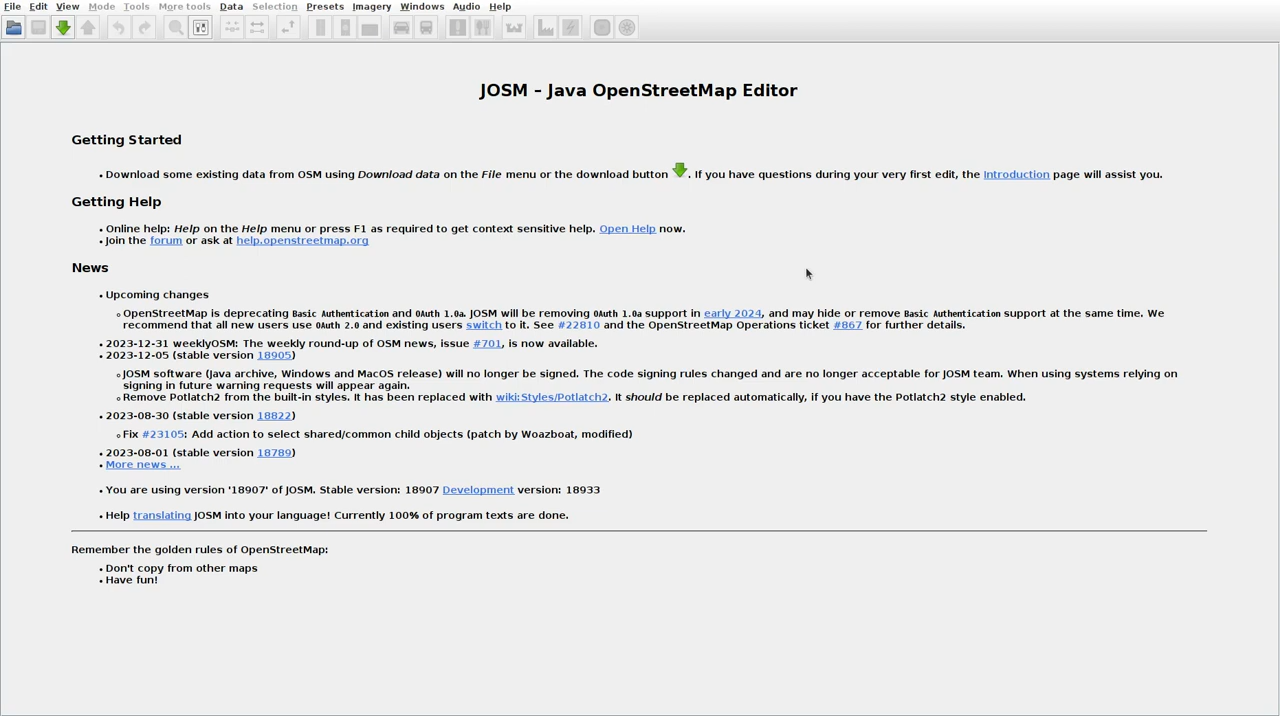 File Edit View Mode Tools More tools Data Selection Presets Imagery Windows Audio Help
JOSM – Java OpenStreetMap Editor
Getting Started
Download some existing data from OSM using Download data on the File menu or the download button . If you have questions during your very first edit, the Introduction page will assist you.
Getting Help
Online help: Help on the Help menu or press F1 as required to get context sensitive help. Open Help now.
Join the forum or ask at help.openstreetmap.org
News
Upcoming changes
OpenStreetMap is deprecating Basic Authentication and OAuth 1.0a. JOSM will be removing OAuth 1.0a support in early 2024, and may hide or remove Basic Authentication support at the same time. We
recommend that all new users use OAuth 2.0 and existing users switch to it. See #22810 and the OpenStreetMap Operations ticket #867 for further details.
2023-12-31 weeklyOSM: The weekly round-up of OSM news, issue #701, is now available.
2023-12-05 (stable version 18905)
JOSM software (Java archive, Windows and MacOS release) will no longer be signed. The code signing rules changed and are no longer acceptable for JOSM team. When using systems relying on
signing in future warning requests will appear again.
Remove Potlatch2 from the built-in styles. It has been replaced with wiki:Styles/Potlatch2. It should be replaced automatically, if you have the Potlatch2 style enabled.
2023-08-30 (stable version 18822)
Fix #23105: Add action to select shared/common child objects (patch by Woazboat, modified)
2023-08-01 (stable version 18789)
More news ...
You are using version '18907' of JOSM. Stable version: 18907 Development version: 18933
Help translating JOSM into your language! Currently 100% of program texts are done.
Remember the golden rules of OpenStreetMap:
Don't copy from other maps
Have fun!